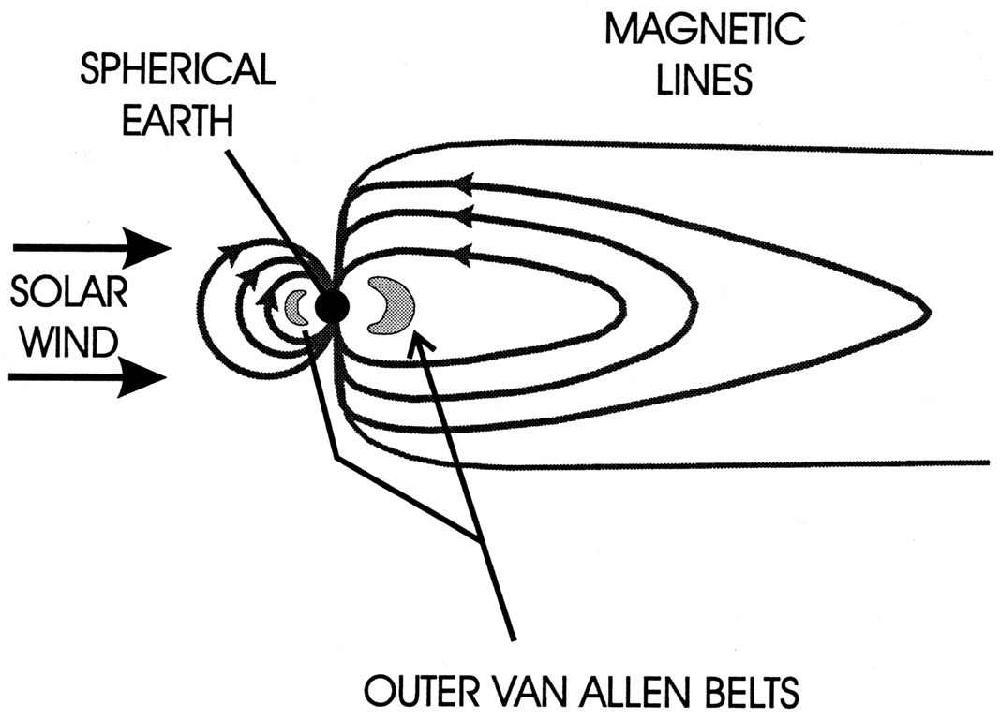 MAGNETIC
LINES
SPHERICAL
EARTH
SOLAR
WIND
OUTER VAN ALLEN BELTS